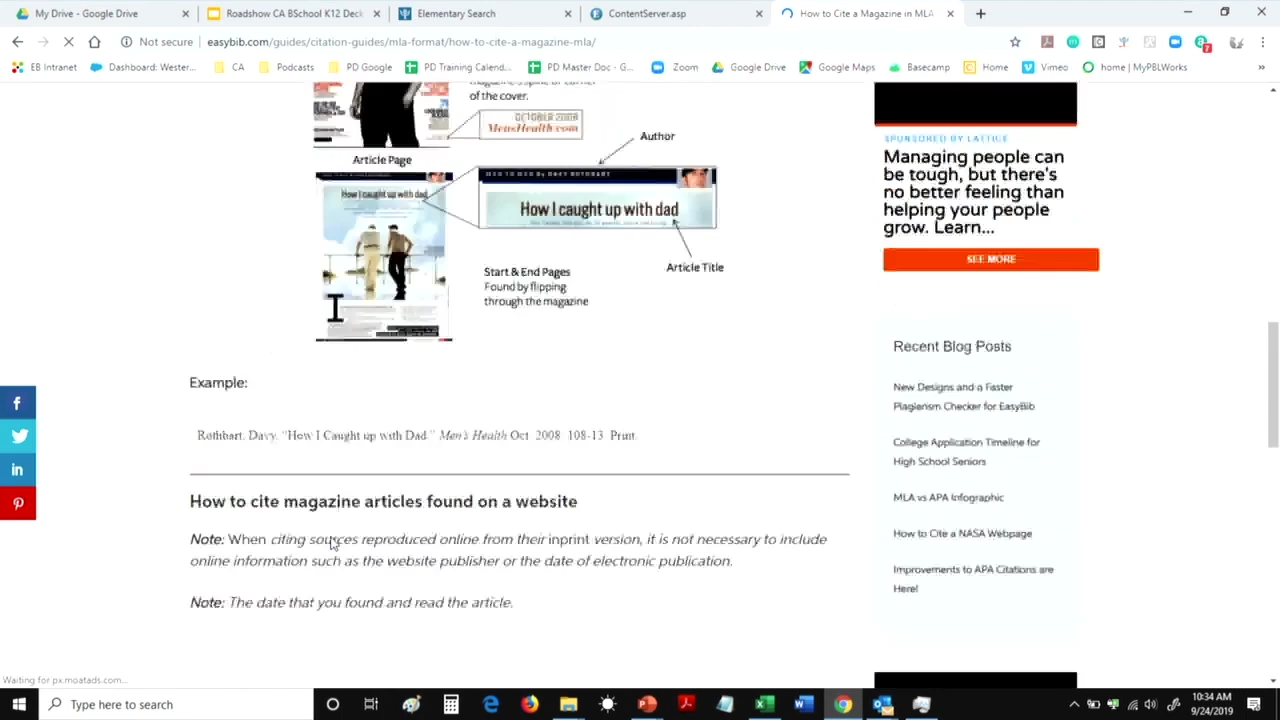 My Drive - Google Drive
Roadshow CA BSchool K12 Deck
Elementary Search
ContentServer.asp
How to Cite a Magazine in MLA
Not secure
easybib.com/guides/citation-guides/mla-format/how-to-cite-a-magazine-mla/
EB Intranet
Dashboard: Wester...
CA
Podcasts
PD Google
PD Training Calend...
PD Master Doc - G...
Zoom
Google Drive
Google Maps
Basecamp
Home
Vimeo
home | MyPBLWorks
»
of the cover.
OCTOBER 2008
MensHealth.com
Author
Article Page
How I caught up with dad
How I caught up with dad
Article Title
Start & End Pages
Found by flipping
through the magazine
Example:
Rothbart, Davy. "How I Caught up with Dad." Men's Health Oct. 2008: 108-13. Print.
How to cite magazine articles found on a website
Note: When citing sources reproduced online from their inprint version, it is not necessary to include
online information such as the website publisher or the date of electronic publication.
Note: The date that you found and read the article.
SPONSORED BY LATTICE
Managing people can
be tough, but there's
no better feeling than
helping your people
grow. Learn...
SEE MORE
Recent Blog Posts
New Designs and a Faster
Plagiarism Checker for EasyBib
College Application Timeline for
High School Seniors
MLA vs APA Infographic
How to Cite a NASA Webpage
Improvements to APA Citations are
Here!
Waiting for px.moatads.com...
Type here to search
10:34 AM
9/24/2019